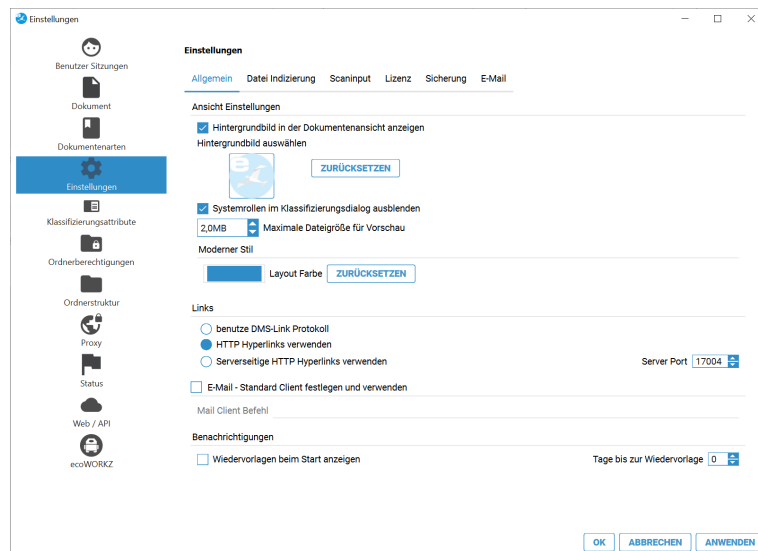 Einstellungen
Benutzer Sitzungen
Dokument
Dokumentenarten
Einstellungen
Klassifizierungsattribute
Ordnerberechtigungen
Ordnerstruktur
Proxy
Status
Web / API
ecoWORKZ
Einstellungen
Allgemein Datei Indizierung Scaninput Lizenz Sicherung E-Mail
Ansicht Einstellungen
Hintergrundbild in der Dokumentenansicht anzeigen
Hintergrundbild auswählen
e
ZURÜCKSETZEN
Systemrollen im Klassifizierungsdialog ausblenden
2,0MB Maximale Dateigröße für Vorschau
Moderner Stil
Layout Farbe ZURÜCKSETZEN
Links
benutze DMS-Link Protokoll
HTTP Hyperlinks verwenden
Serverseitige HTTP Hyperlinks verwenden Server Port 17004
E-Mail - Standard Client festlegen und verwenden
Mail Client Befehl
Benachrichtigungen
Wiedervorlagen beim Start anzeigen Tage bis zur Wiedervorlage 0
OK ABBRECHEN ANWENDEN